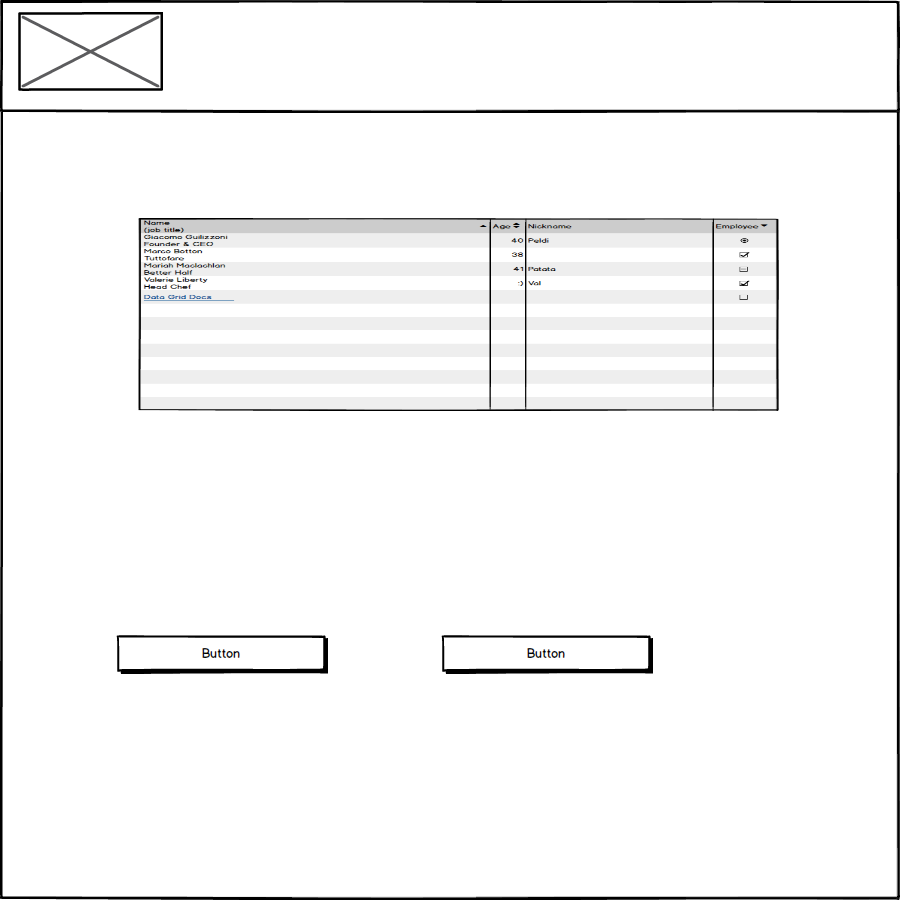 Name
(job title)
Age
Nickname
Employee
Giacomo Guilizzoni
Founder & CEO
40
Peldi
Marco Botton
Tuttofare
38
Mariah Maclachlan
Better Half
41
Patata
Valerie Liberty
Head Chef
:)
Val
Data Grid Docs
Button
Button